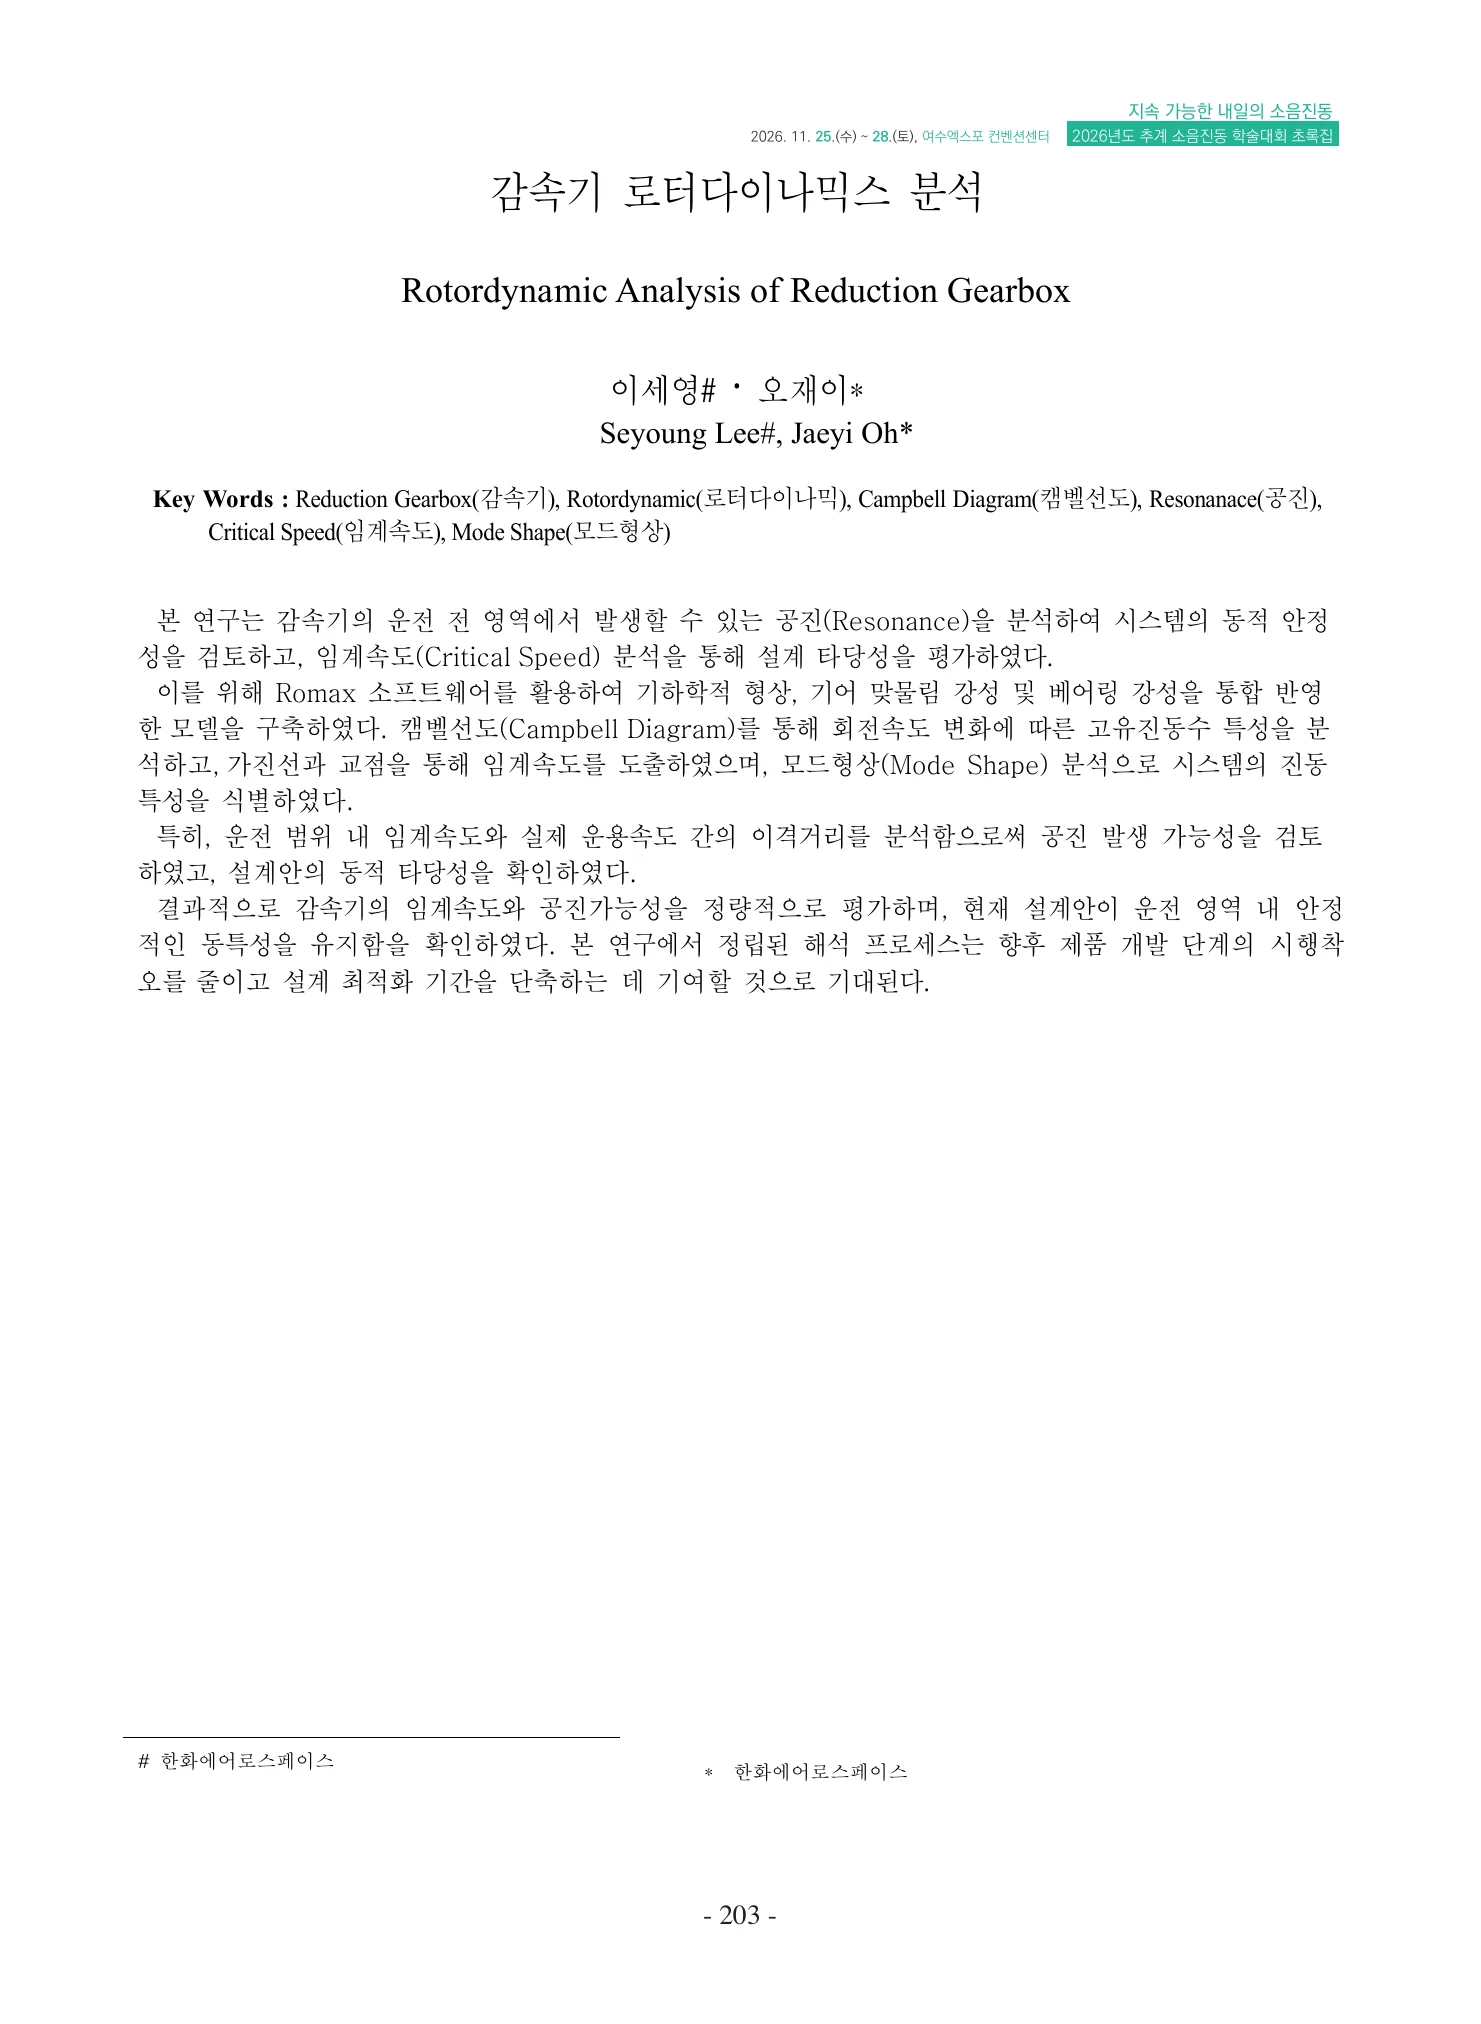 지속 가능한 내일의 소음진동
2026. 11. 25.(수) ~ 28.(토), 여수엑스포 컨벤션센터 2026년도 추계 소음진동 학술대회 초록집
감속기 로터다이나믹스 분석
Rotordynamic Analysis of Reduction Gearbox
이세영# · 오재이*
Seyoung Lee#, Jaeyi Oh*
Key Words : Reduction Gearbox(감속기), Rotordynamic(로터다이나믹), Campbell Diagram(캠벨선도), Resonanace(공진),
Critical Speed(임계속도), Mode Shape(모드형상)
본 연구는 감속기의 운전 전 영역에서 발생할 수 있는 공진(Resonance)을 분석하여 시스템의 동적 안정
성을 검토하고, 임계속도(Critical Speed) 분석을 통해 설계 타당성을 평가하였다.
이를 위해 Romax 소프트웨어를 활용하여 기하학적 형상, 기어 맞물림 강성 및 베어링 강성을 통합 반영
한 모델을 구축하였다. 캠벨선도(Campbell Diagram)를 통해 회전속도 변화에 따른 고유진동수 특성을 분
석하고, 가진선과 교점을 통해 임계속도를 도출하였으며, 모드형상(Mode Shape) 분석으로 시스템의 진동
특성을 식별하였다.
특히, 운전 범위 내 임계속도와 실제 운용속도 간의 이격거리를 분석함으로써 공진 발생 가능성을 검토
하였고, 설계안의 동적 타당성을 확인하였다.
결과적으로 감속기의 임계속도와 공진가능성을 정량적으로 평가하며, 현재 설계안이 운전 영역 내 안정
적인 동특성을 유지함을 확인하였다. 본 연구에서 정립된 해석 프로세스는 향후 제품 개발 단계의 시행착
오를 줄이고 설계 최적화 기간을 단축하는 데 기여할 것으로 기대된다.
# 한화에어로스페이스
* 한화에어로스페이스
- 203 -